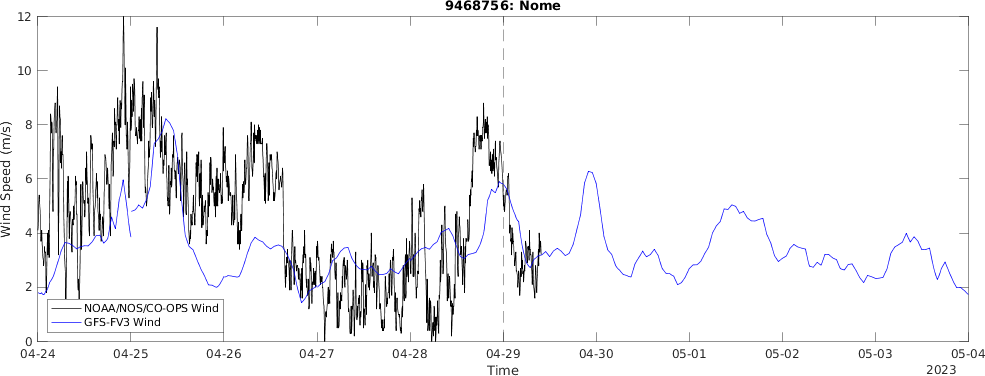 9468756: Nome
12
10
8
6
4
2
0
Wind Speed (m/s)
NOAA/NOS/CO-OPS Wind
GFS-FV3 Wind
04-24 04-25 04-26 04-27 04-28 04-29 04-30 05-01 05-02 05-03 05-04
Time
2023